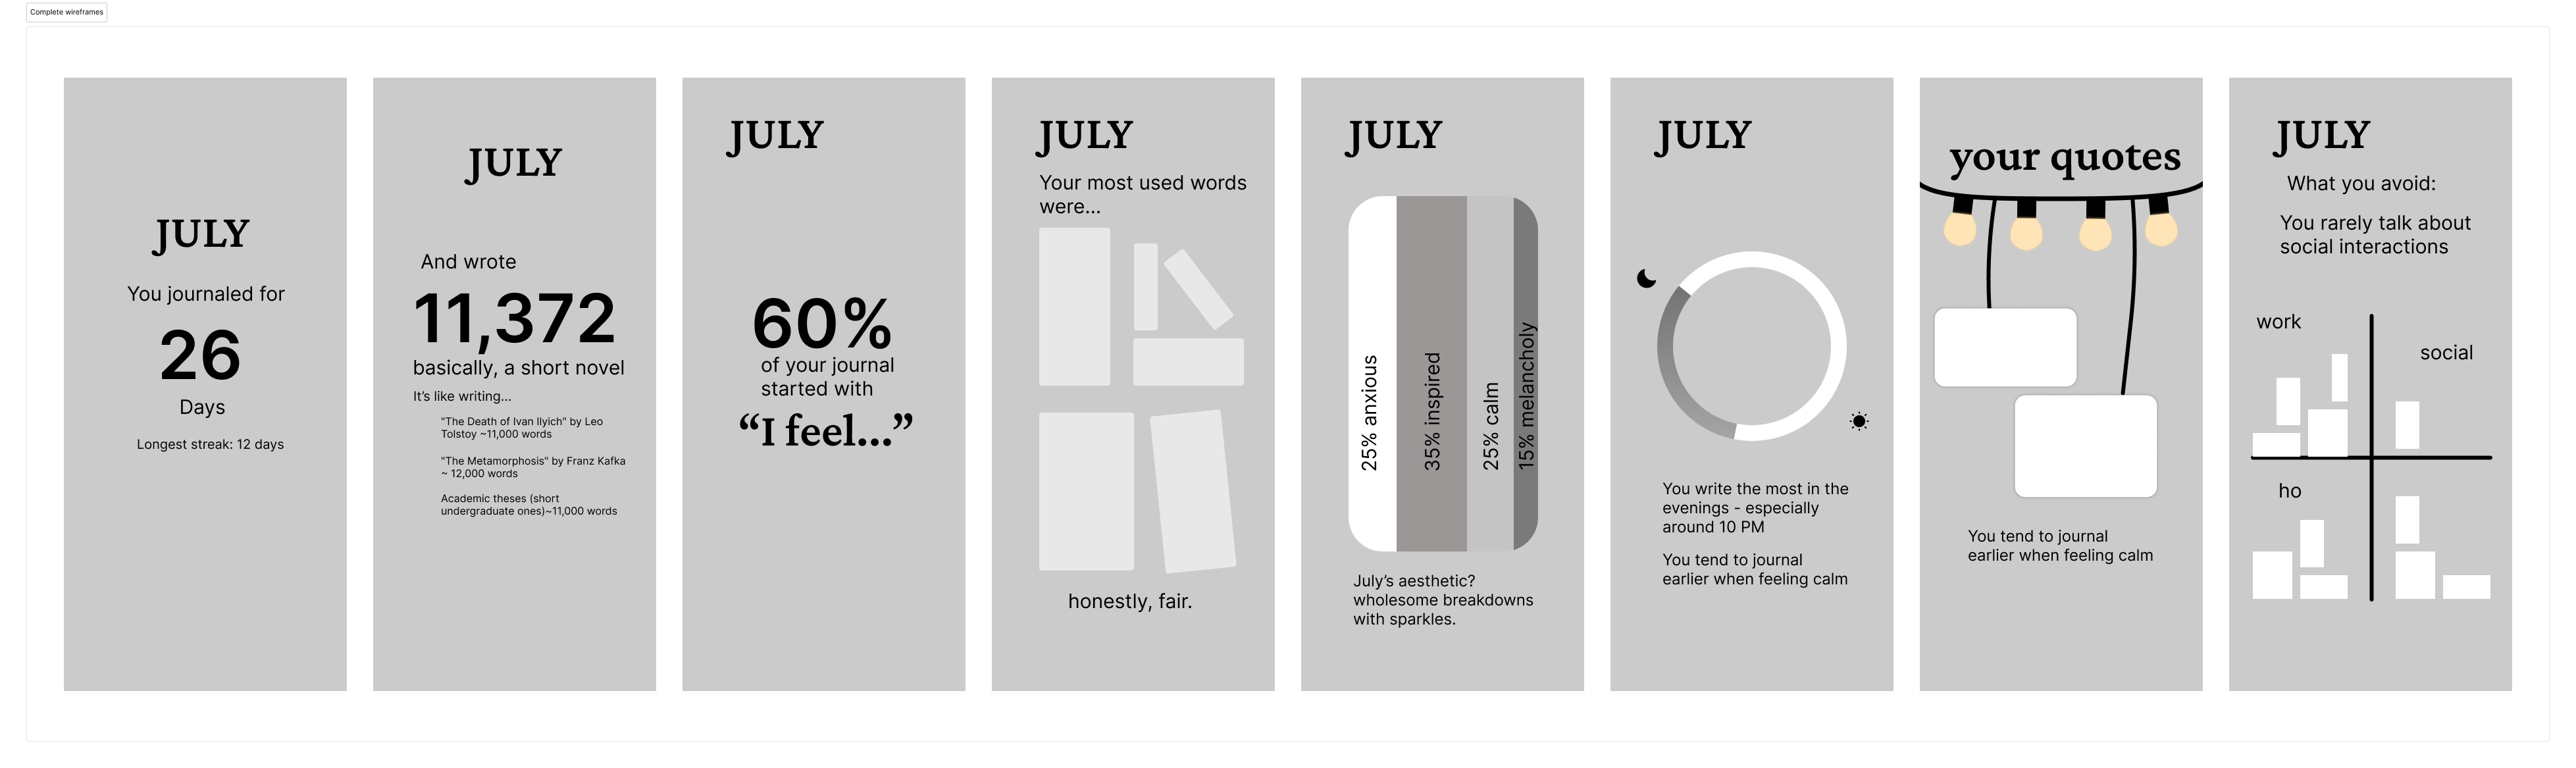 Complete wireframes
JULY
You journaled for
26
Days
Longest streak: 12 days
JULY
And wrote
11,372
basically, a short novel
It’s like writing...
"The Death of Ivan Ilyich" by Leo
Tolstoy ~11,000 words
"The Metamorphosis" by Franz Kafka
~ 12,000 words
Academic theses (short
undergraduate ones)~11,000 words
JULY
60%
of your journal
started with
“I feel...”
JULY
Your most used words
were...
honestly, fair.
JULY
25% anxious
35% inspired
25% calm
15% melancholy
July’s aesthetic?
wholesome breakdowns
with sparkles.
JULY
You write the most in the
evenings - especially
around 10 PM
You tend to journal
earlier when feeling calm
your quotes
You tend to journal
earlier when feeling calm
JULY
What you avoid:
You rarely talk about
social interactions
work
social
ho